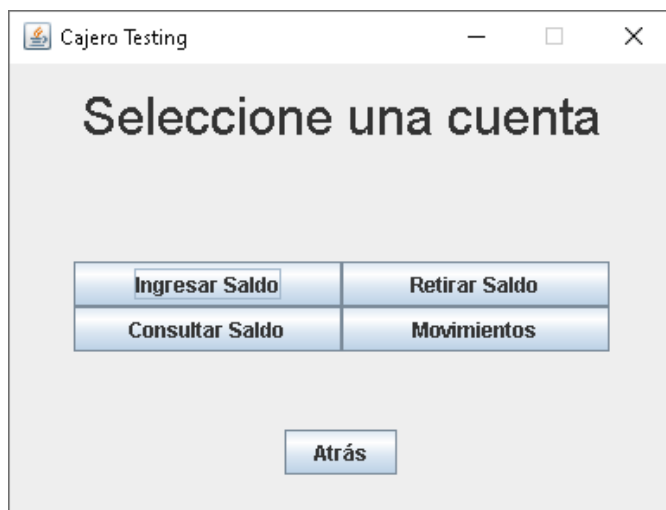 Cajero Testing
Seleccione una cuenta
Ingresar Saldo Retirar Saldo
Consultar Saldo Movimientos
Atrás